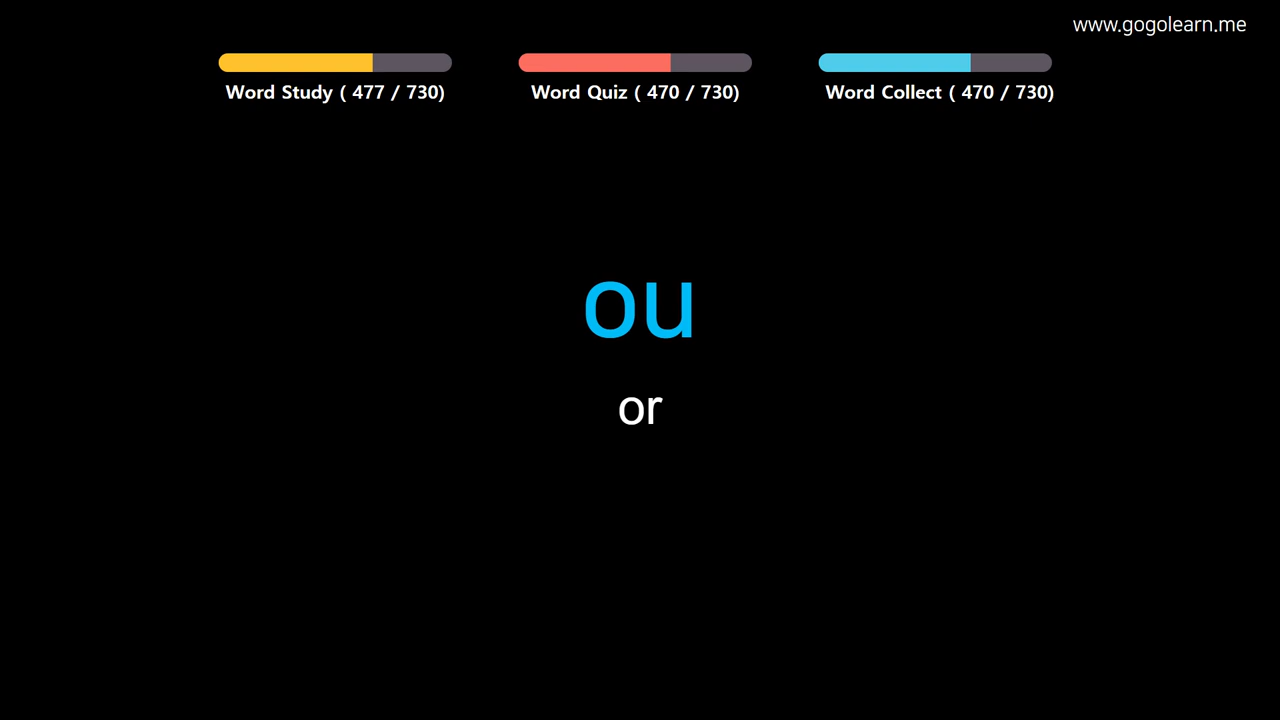 www.gogolearn.me
Word Study ( 477 / 730)
Word Quiz ( 470 / 730)
Word Collect ( 470 / 730)
ou
or